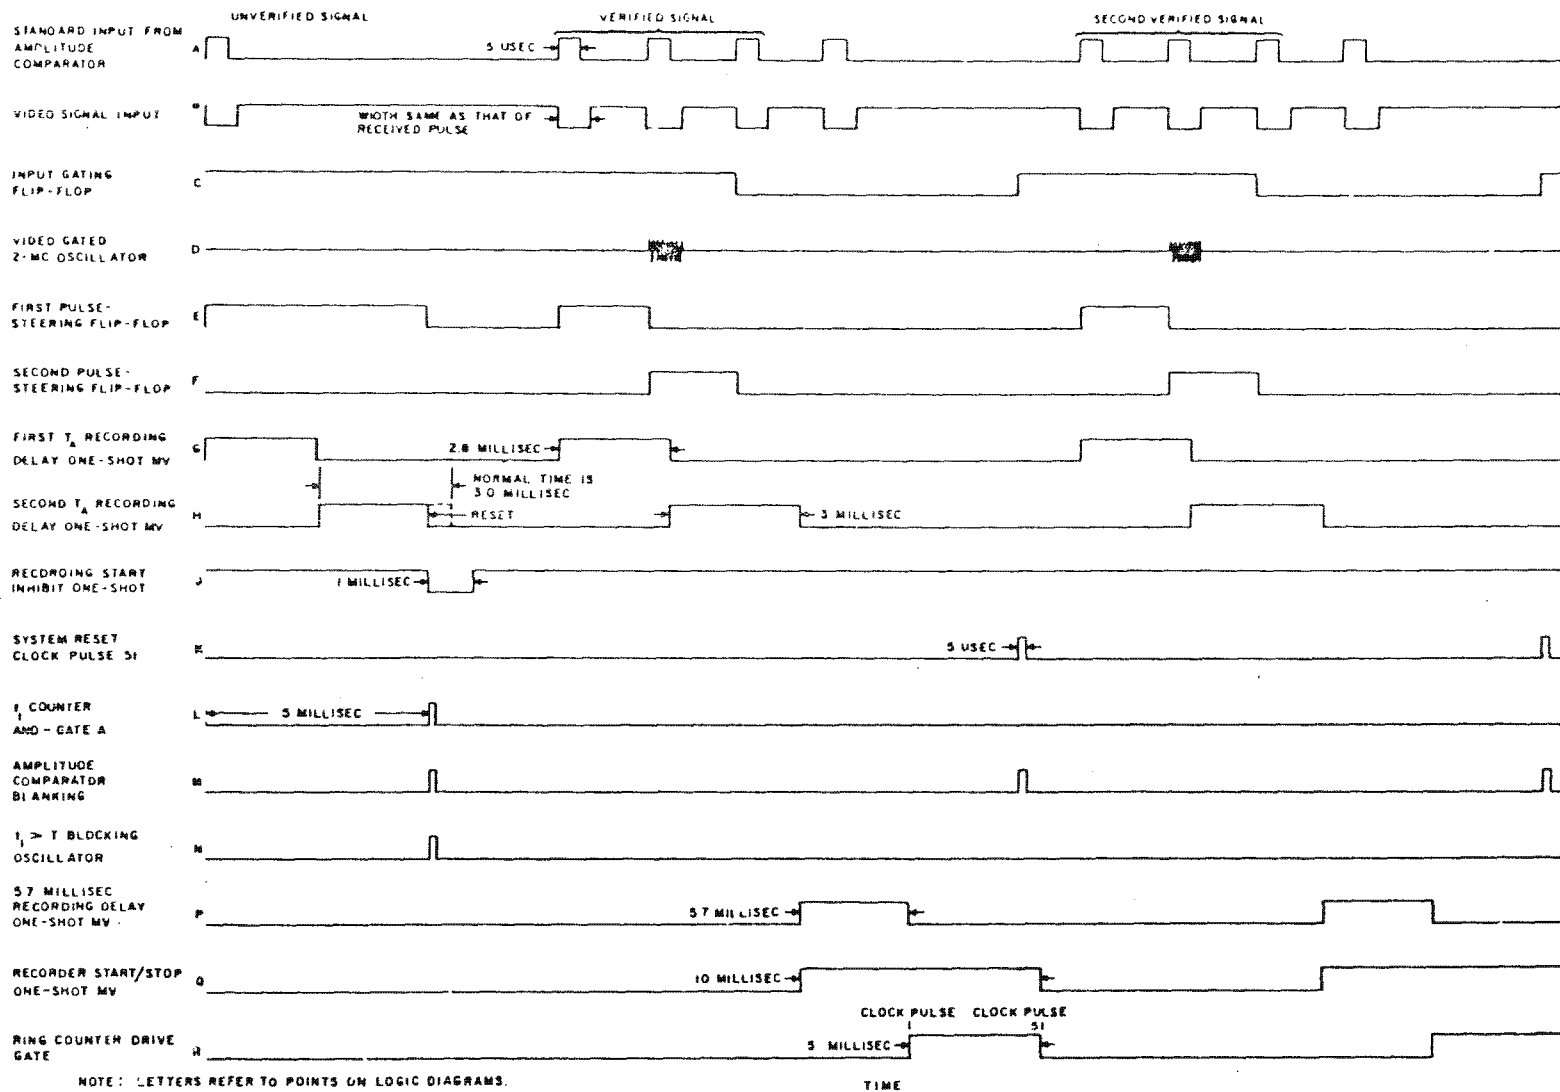 UNVERIFIED SIGNAL
VERIFIED SIGNAL
SECOND VERIFIED SIGNAL
STANDARD INPUT FROM
AMPLITUDE
COMPARATOR
A
5 USEC
VIDEO SIGNAL INPUT
WIDTH SAME AS THAT OF
RECEIVED PULSE
INPUT GATING
FLIP-FLOP
C
VIDEO GATED
2-MC OSCILLATOR
D
FIRST PULSE-
STEERING FLIP-FLOP
E
SECOND PULSE-
STEERING FLIP-FLOP
F
FIRST TA RECORDING
DELAY ONE-SHOT MV
G
2.8 MILLISEC
NORMAL TIME IS
3.0 MILLISEC
SECOND TA RECORDING
DELAY ONE-SHOT MV
H
RESET
3 MILLISEC
RECORDING START
INHIBIT ONE-SHOT
J
1 MILLISEC
SYSTEM RESET
CLOCK PULSE 51
K
5 USEC
t1 COUNTER
AND-GATE A
L
5 MILLISEC
AMPLITUDE
COMPARATOR
BLANKING
M
t1 > T BLOCKING
OSCILLATOR
N
5.7 MILLISEC
RECORDING DELAY
ONE-SHOT MV
P
5.7 MILLISEC
RECORDER START/STOP
ONE-SHOT MV
Q
10 MILLISEC
CLOCK PULSE
1
CLOCK PULSE
51
RING COUNTER DRIVE
GATE
R
5 MILLISEC
NOTE: LETTERS REFER TO POINTS ON LOGIC DIAGRAMS.
TIME